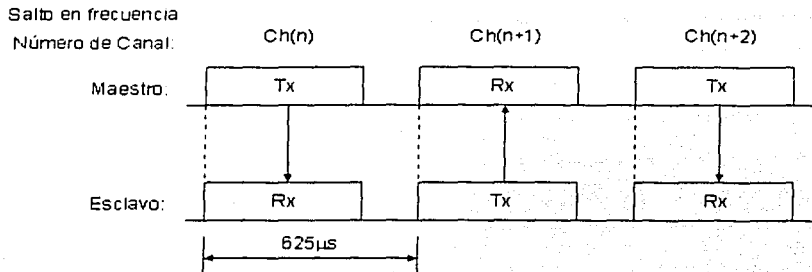 Salto en frecuencia
Número de Canal: Ch(n) Ch(n+1) Ch(n+2)
Maestro: Tx Rx Tx
Esclavo: Rx Tx Rx
625µs